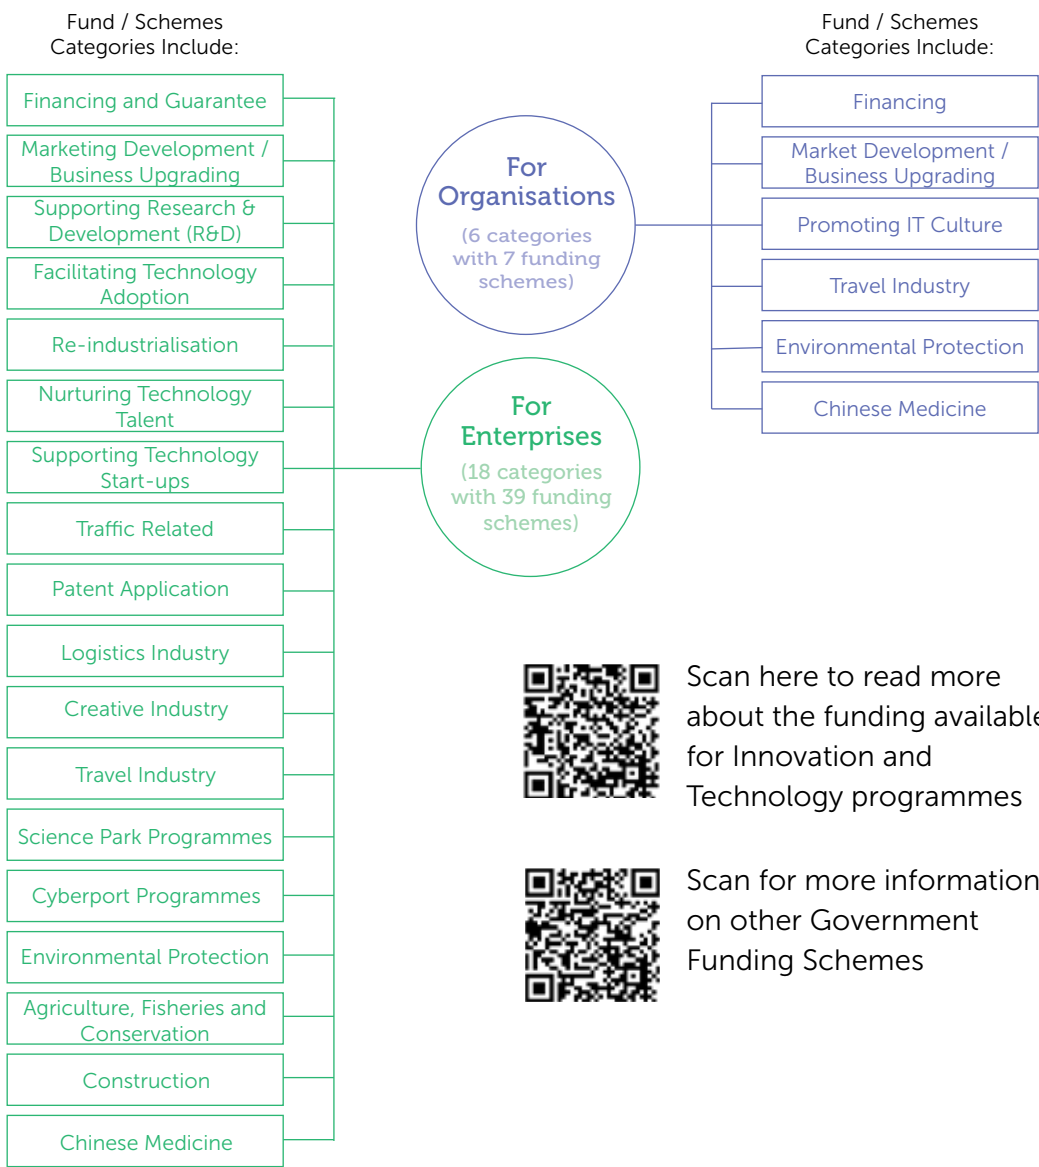 Fund / Schemes
Categories Include:
Financing and Guarantee
Marketing Development /
Business Upgrading
Supporting Research &
Development (R&D)
Facilitating Technology
Adoption
Re-industrialisation
Nurturing Technology
Talent
Supporting Technology
Start-ups
Traffic Related
Patent Application
Logistics Industry
Creative Industry
Travel Industry
Science Park Programmes
Cyberport Programmes
Environmental Protection
Agriculture, Fisheries and
Conservation
Construction
Chinese Medicine
For
Organisations
(6 categories
with 7 funding
schemes)
For
Enterprises
(18 categories
with 39 funding
schemes)
Fund / Schemes
Categories Include:
Financing
Market Development /
Business Upgrading
Promoting IT Culture
Travel Industry
Environmental Protection
Chinese Medicine
Scan here to read more
about the funding available
for Innovation and
Technology programmes
Scan for more information
on other Government
Funding Schemes